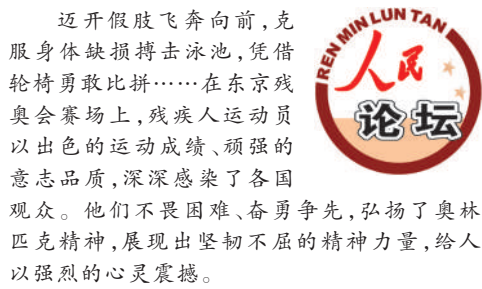 迈开假肢飞奔向前,克
服身体缺损搏击泳池,凭借
轮椅勇敢比拼……在东京残
奥会赛场上,残疾人运动员
以出色的运动成绩、顽强的
意志品质,深深感染了各国
观众。他们不畏困难、奋勇争先,弘扬了奥林
匹克精神,展现出坚韧不屈的精神力量,给人
以强烈的心灵震撼。
REN MIN LUN TAN
人民
论坛